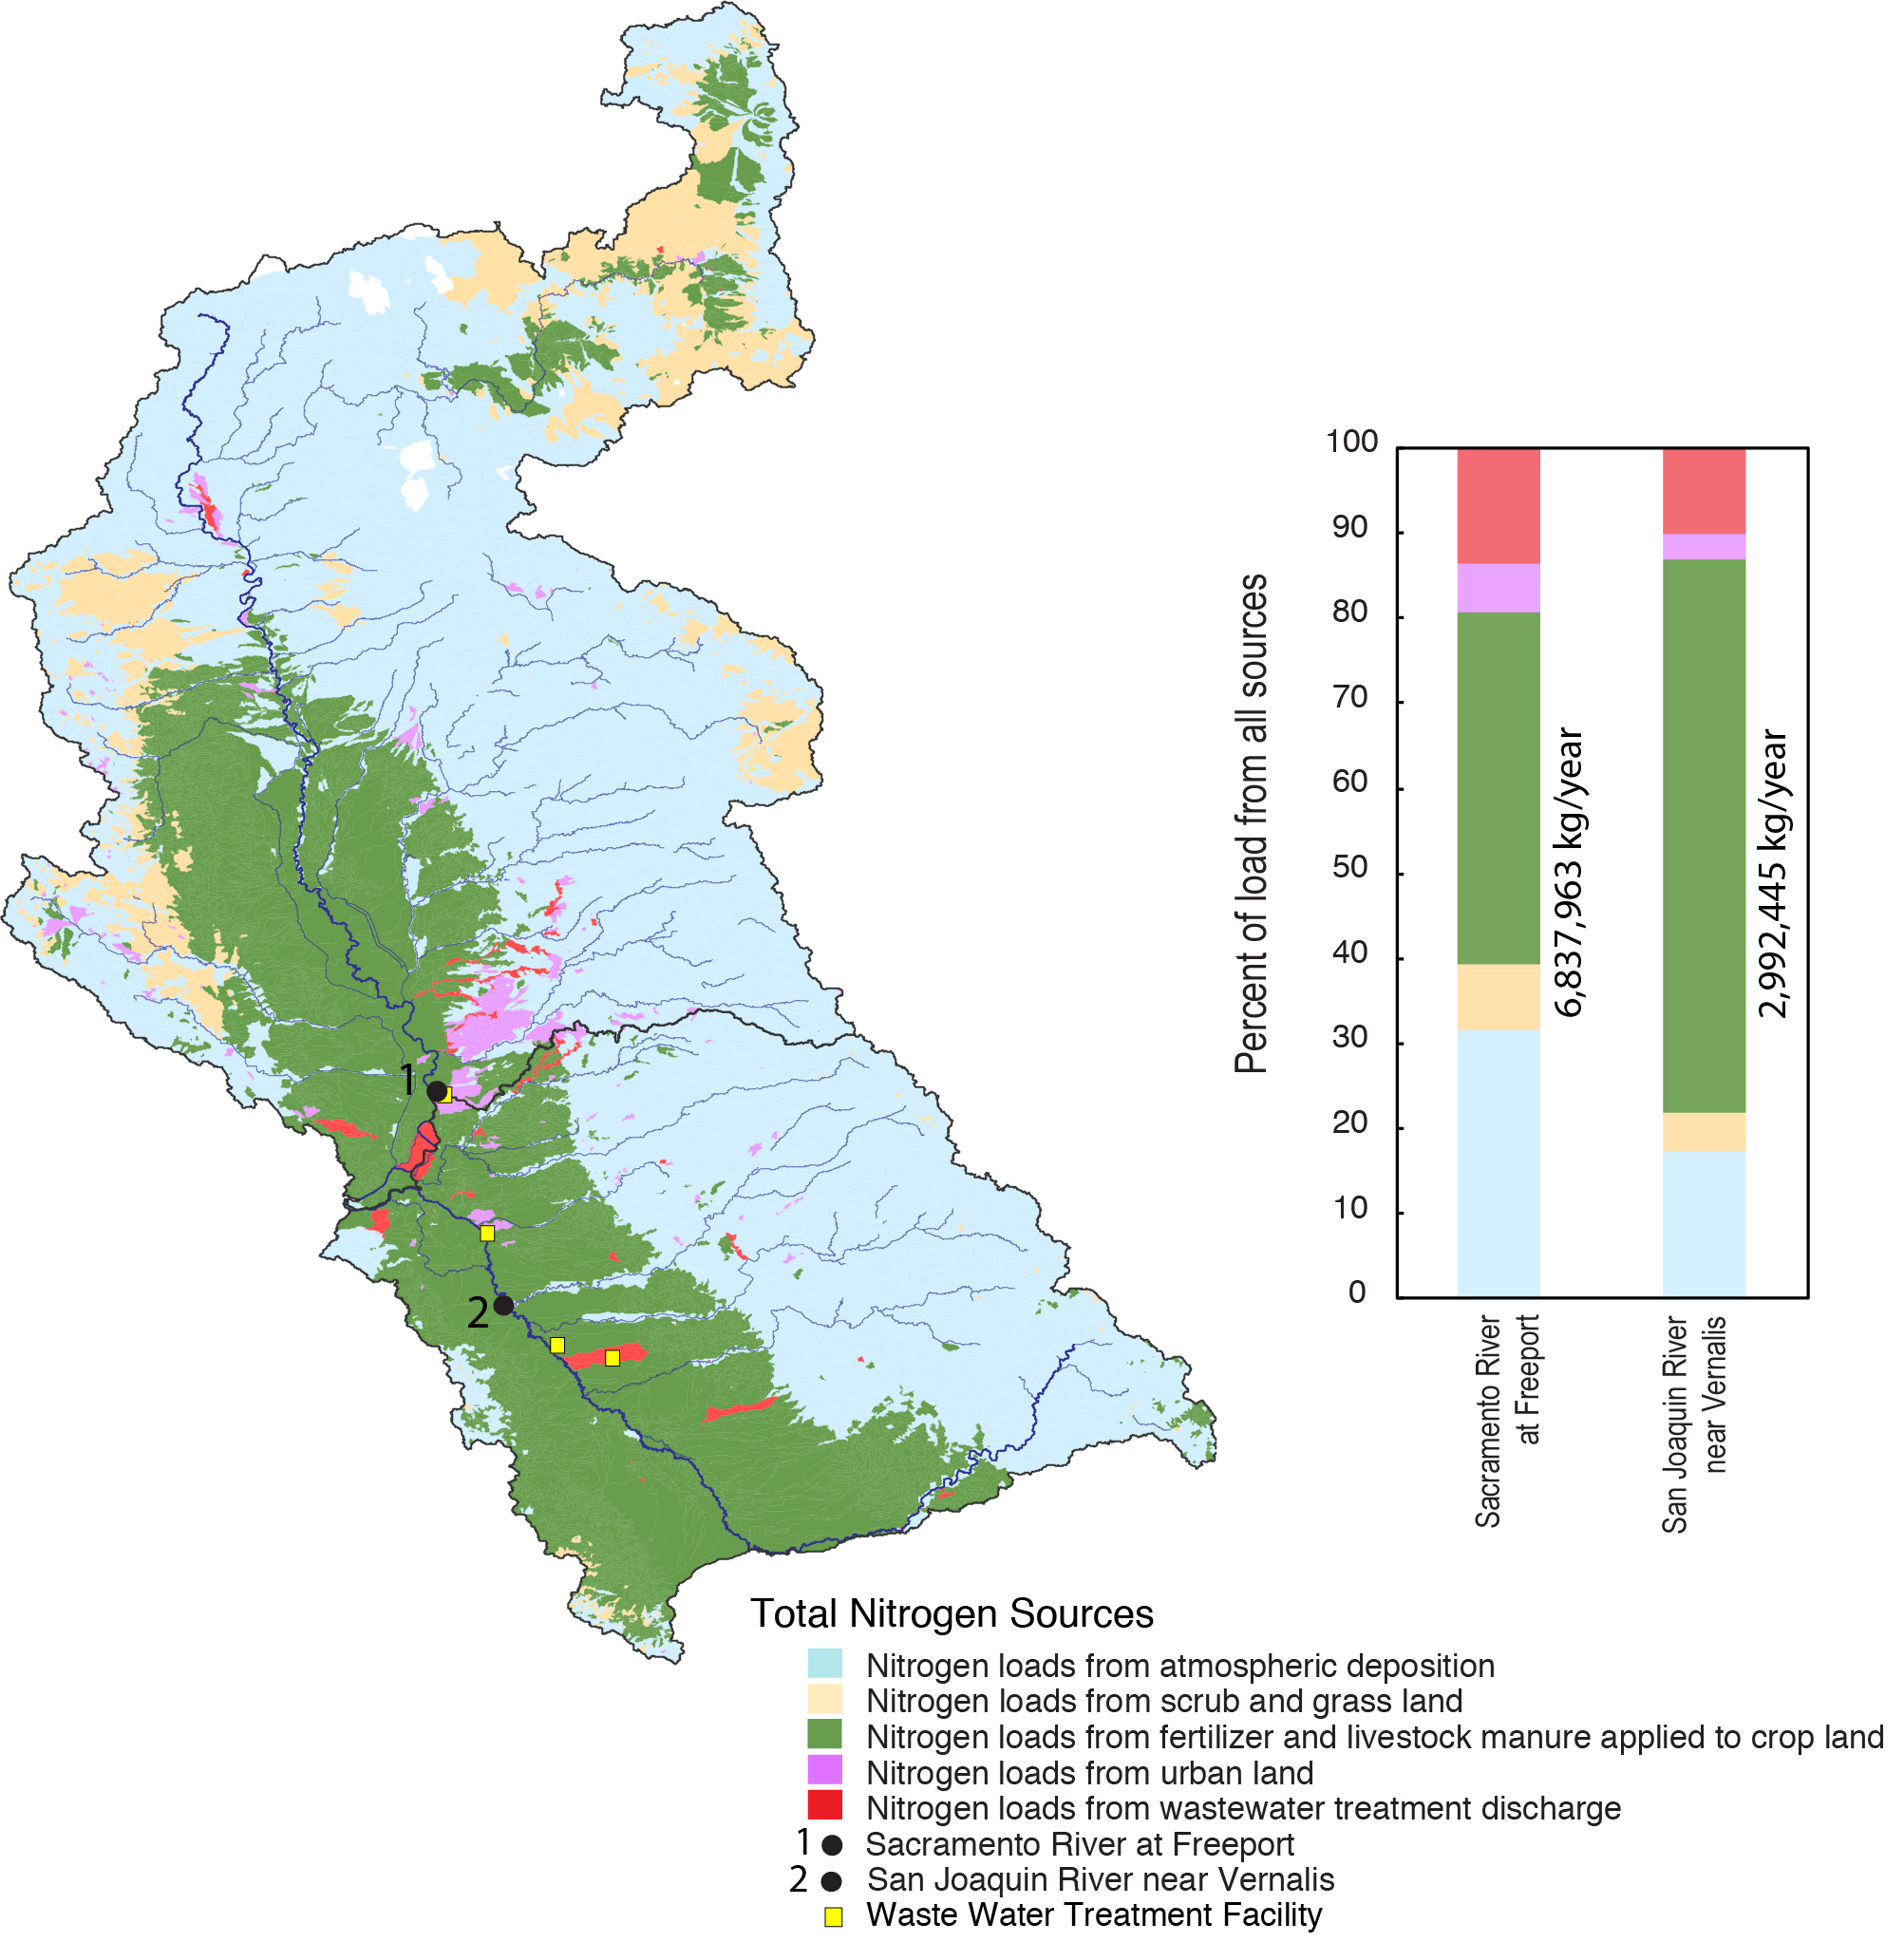 1
2
Percent of load from all sources
100
90
80
70
60
50
40
30
20
10
0
6,837,963 kg/year
2,992,445 kg/year
Sacramento River
at Freeport
San Joaquin River
near Vernalis
Total Nitrogen Sources
Nitrogen loads from atmospheric deposition
Nitrogen loads from scrub and grass land
Nitrogen loads from fertilizer and livestock manure applied to crop land
Nitrogen loads from urban land
Nitrogen loads from wastewater treatment discharge
1 Sacramento River at Freeport
2 San Joaquin River near Vernalis
Waste Water Treatment Facility